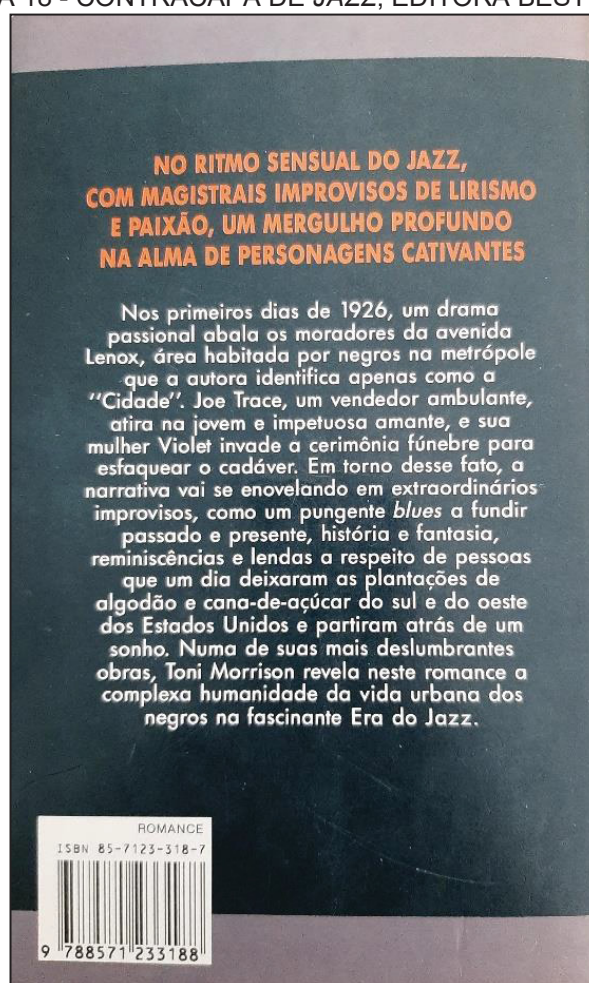 A 18 - CONTRACAPA DE JAZZ, EDITORA BEST
NO RITMO SENSUAL DO JAZZ,
COM MAGISTRAIS IMPROVISOS DE LIRISMO
E PAIXÃO, UM MERGULHO PROFUNDO
NA ALMA DE PERSONAGENS CATIVANTES
Nos primeiros dias de 1926, um drama
passional abala os moradores da avenida
Lenox, área habitada por negros na metrópole
que a autora identifica apenas como a
"Cidade". Joe Trace, um vendedor ambulante,
atira na jovem e impetuosa amante, e sua
mulher Violet invade a cerimônia fúnebre para
esfaquear o cadáver. Em torno desse fato, a
narrativa vai se enovelando em extraordinários
improvisos, como um pungente blues a fundir
passado e presente, história e fantasia,
reminiscências e lendas a respeito de pessoas
que um dia deixaram as plantações de
algodão e cana-de-açúcar do sul e do oeste
dos Estados Unidos e partiram atrás de um
sonho. Numa de suas mais deslumbrantes
obras, Toni Morrison revela neste romance a
complexa humanidade da vida urbana dos
negros na fascinante Era do Jazz.
ROMANCE
ISBN 85-7123-318-7
9 788571 233188